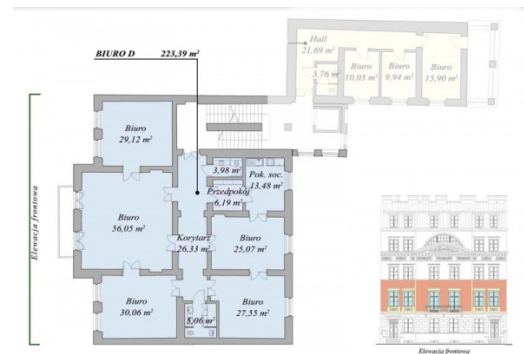 Hall
21,69 m²
BIURO D 223,39 m²
3,76 m²
Biuro
10,05 m²
Biuro
9,94 m²
Biuro
15,90 m²
Biuro
29,12 m²
3,98 m²
Pok. soc.
13,48 m²
Przedpokój
6,19 m²
Biuro
56,05 m²
Korytarz
26,33 m²
Biuro
25,07 m²
Biuro
30,06 m²
5,06 m²
Biuro
27,55 m²
Elewacja frontowa
Elewacja frontowa